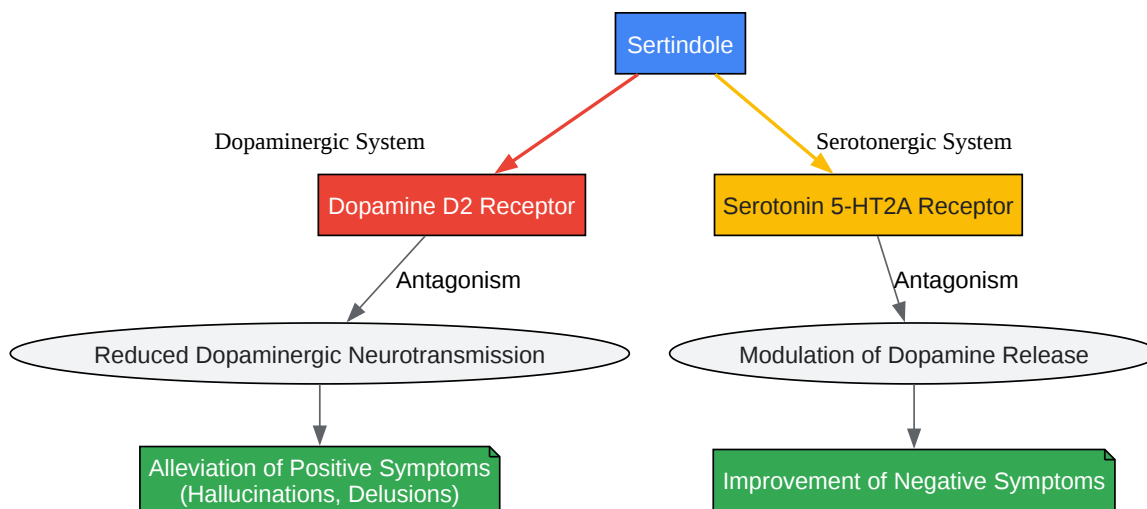 Sertindole
Dopaminergic System
Serotonergic System
Dopamine D2 Receptor
Serotonin 5-HT2A Receptor
Antagonism
Antagonism
Reduced Dopaminergic Neurotransmission
Modulation of Dopamine Release
Alleviation of Positive Symptoms
(Hallucinations, Delusions)
Improvement of Negative Symptoms